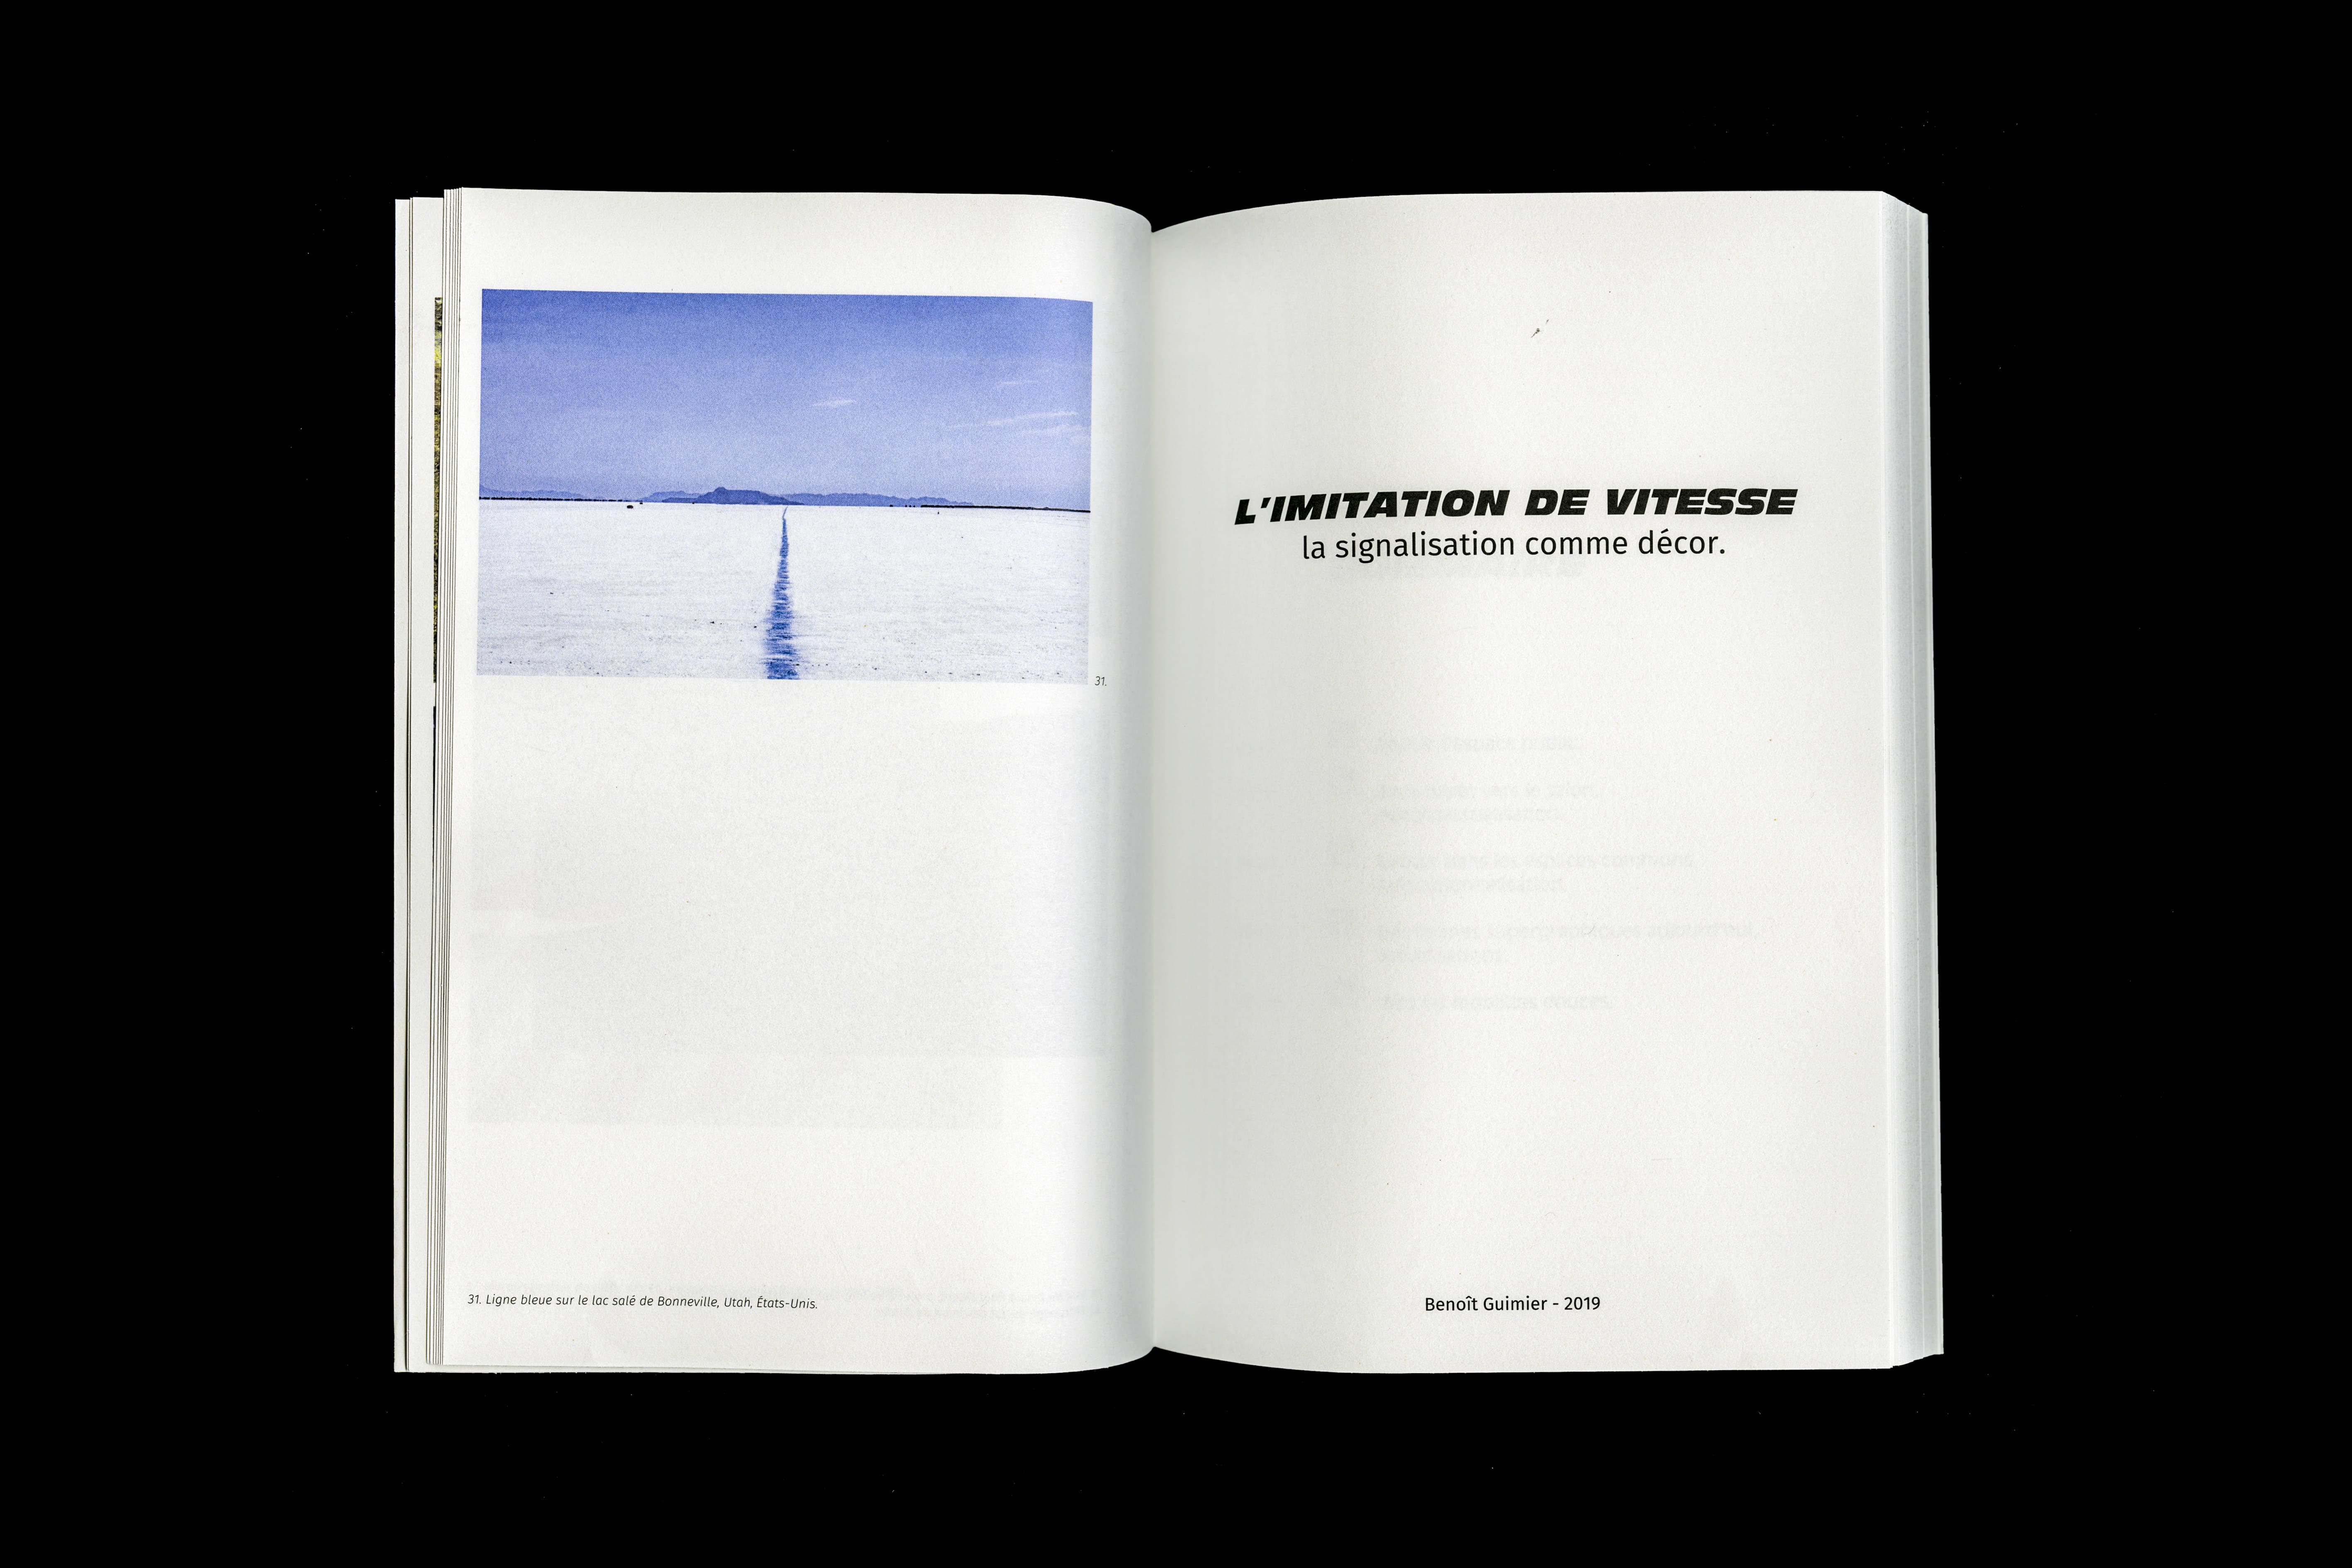 31.
31. Ligne bleue sur le lac salé de Bonneville, Utah, États-Unis.
L'IMITATION DE VITESSE
la signalisation comme décor.
Benoît Guimier - 2019